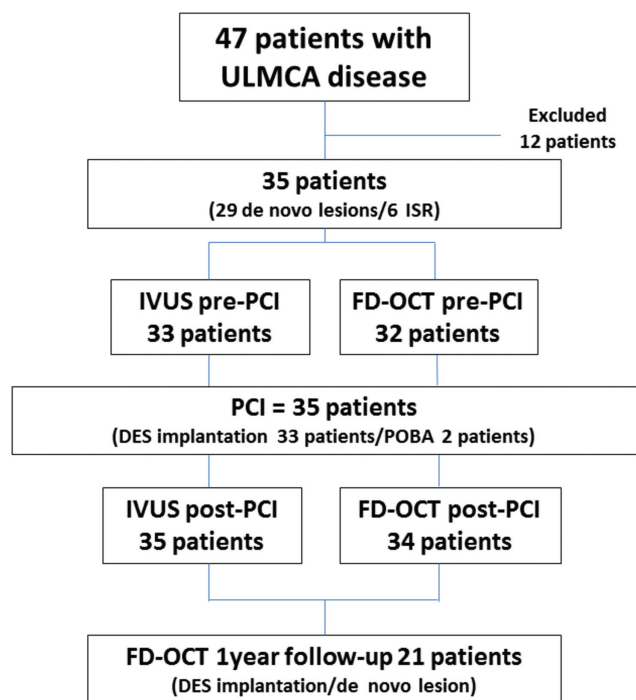 47 patients with
ULMCA disease
Excluded
12 patients
35 patients
(29 de novo lesions/6 ISR)
IVUS pre-PCI
33 patients
FD-OCT pre-PCI
32 patients
PCI = 35 patients
(DES implantation 33 patients/POBA 2 patients)
IVUS post-PCI
35 patients
FD-OCT post-PCI
34 patients
FD-OCT 1year follow-up 21 patients
(DES implantation/de novo lesion)